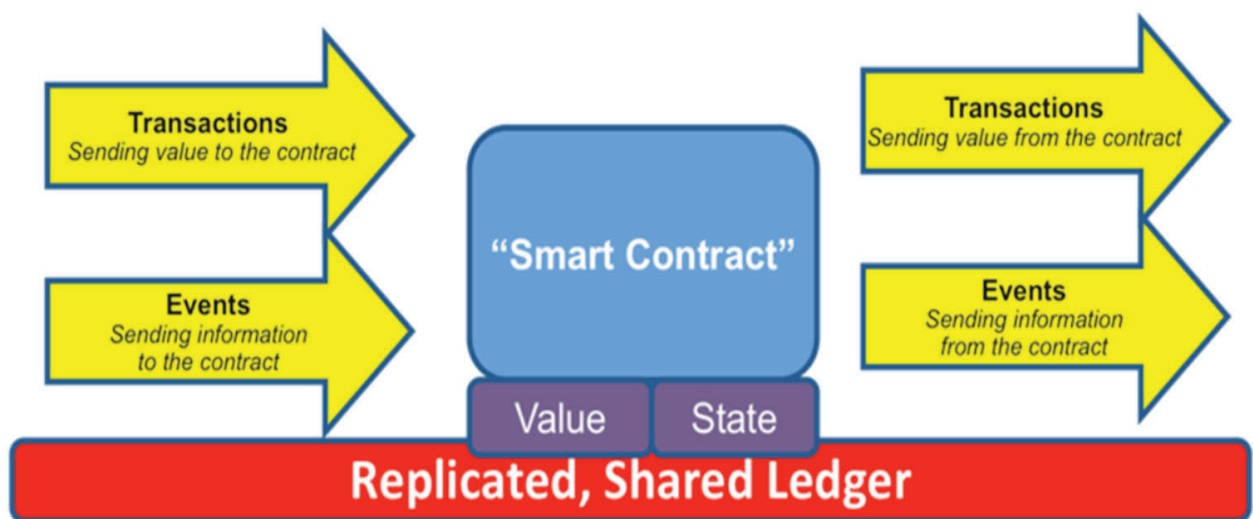 Transactions
Sending value to the contract
Events
Sending information
to the contract
“Smart Contract”
Value
State
Transactions
Sending value from the contract
Events
Sending information
from the contract
Replicated, Shared Ledger